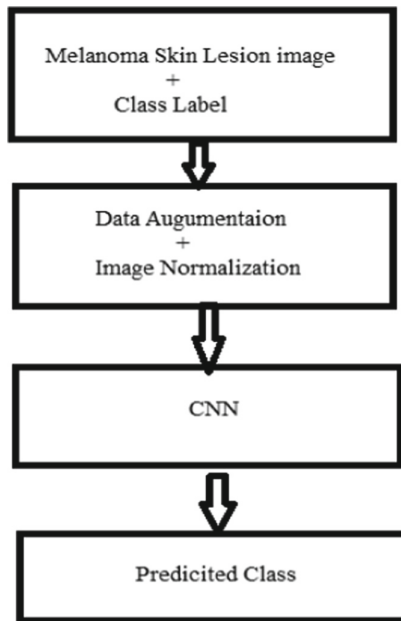 Melanoma Skin Lesion image
+
Class Label
Data Augumentaion
+
Image Normalization
CNN
Predicited Class